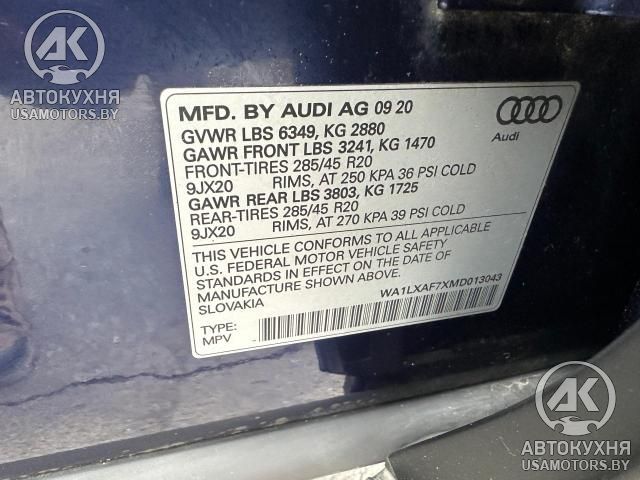 AK
АВТОКУХНЯ
USAMOTORS.BY
MFD. BY AUDI AG 09 20
GVWR LBS 6349, KG 2880
GAWR FRONT LBS 3241, KG 1470
FRONT-TIRES 285/45 R20
9JX20 RIMS, AT 250 KPA 36 PSI COLD
GAWR REAR LBS 3803, KG 1725
REAR-TIRES 285/45 R20
9JX20 RIMS, AT 270 KPA 39 PSI COLD
Audi
THIS VEHICLE CONFORMS TO ALL APPLICABLE
U.S. FEDERAL MOTOR VEHICLE SAFETY
STANDARDS IN EFFECT ON THE DATE OF
MANUFACTURE SHOWN ABOVE.
SLOVAKIA
WA1LXAF7XMD013043
TYPE:
MPV
AK
АВТОКУХНЯ
USAMOTORS.BY